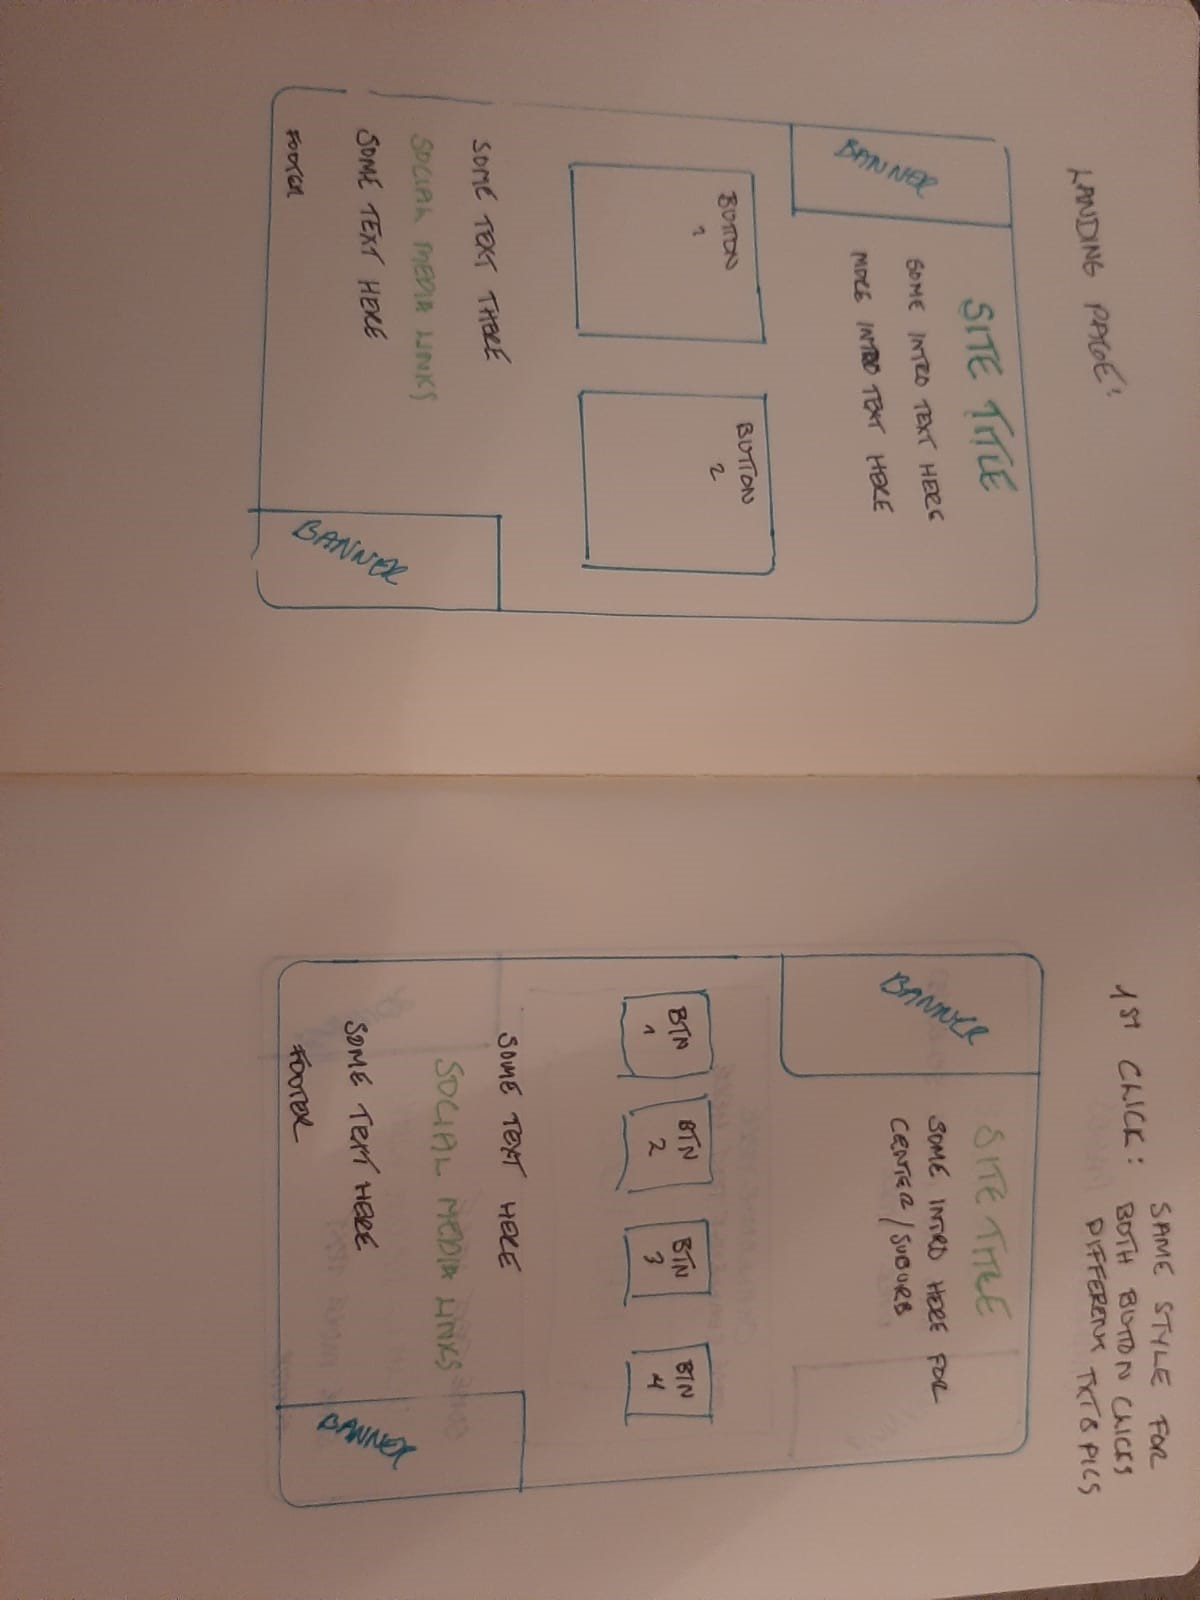 LANDING PAGE:
BANNER
SITE TITLE
SOME INTRO TEXT HERE
MORE INTRO TEXT HERE
BUTTON
1
BUTTON
2
SOME TEXT THERE
SOCIAL MEDIA LINKS
SOME TEXT HERE
FOOTER
BANNER
SAME STYLE FOR
1ST CLICK: BOTH BUTON CLICKS
DIFFERENT TXT & PICS
BANNER
SITE TITLE
SOME INTRO HERE FOR
CENTER/SUBURB
BTN
1
BTN
2
BTN
3
BTN
4
SOME TEXT HERE
SOCIAL MEDIA LINKS
SOME TEXT HERE
FOOTER
BANNER